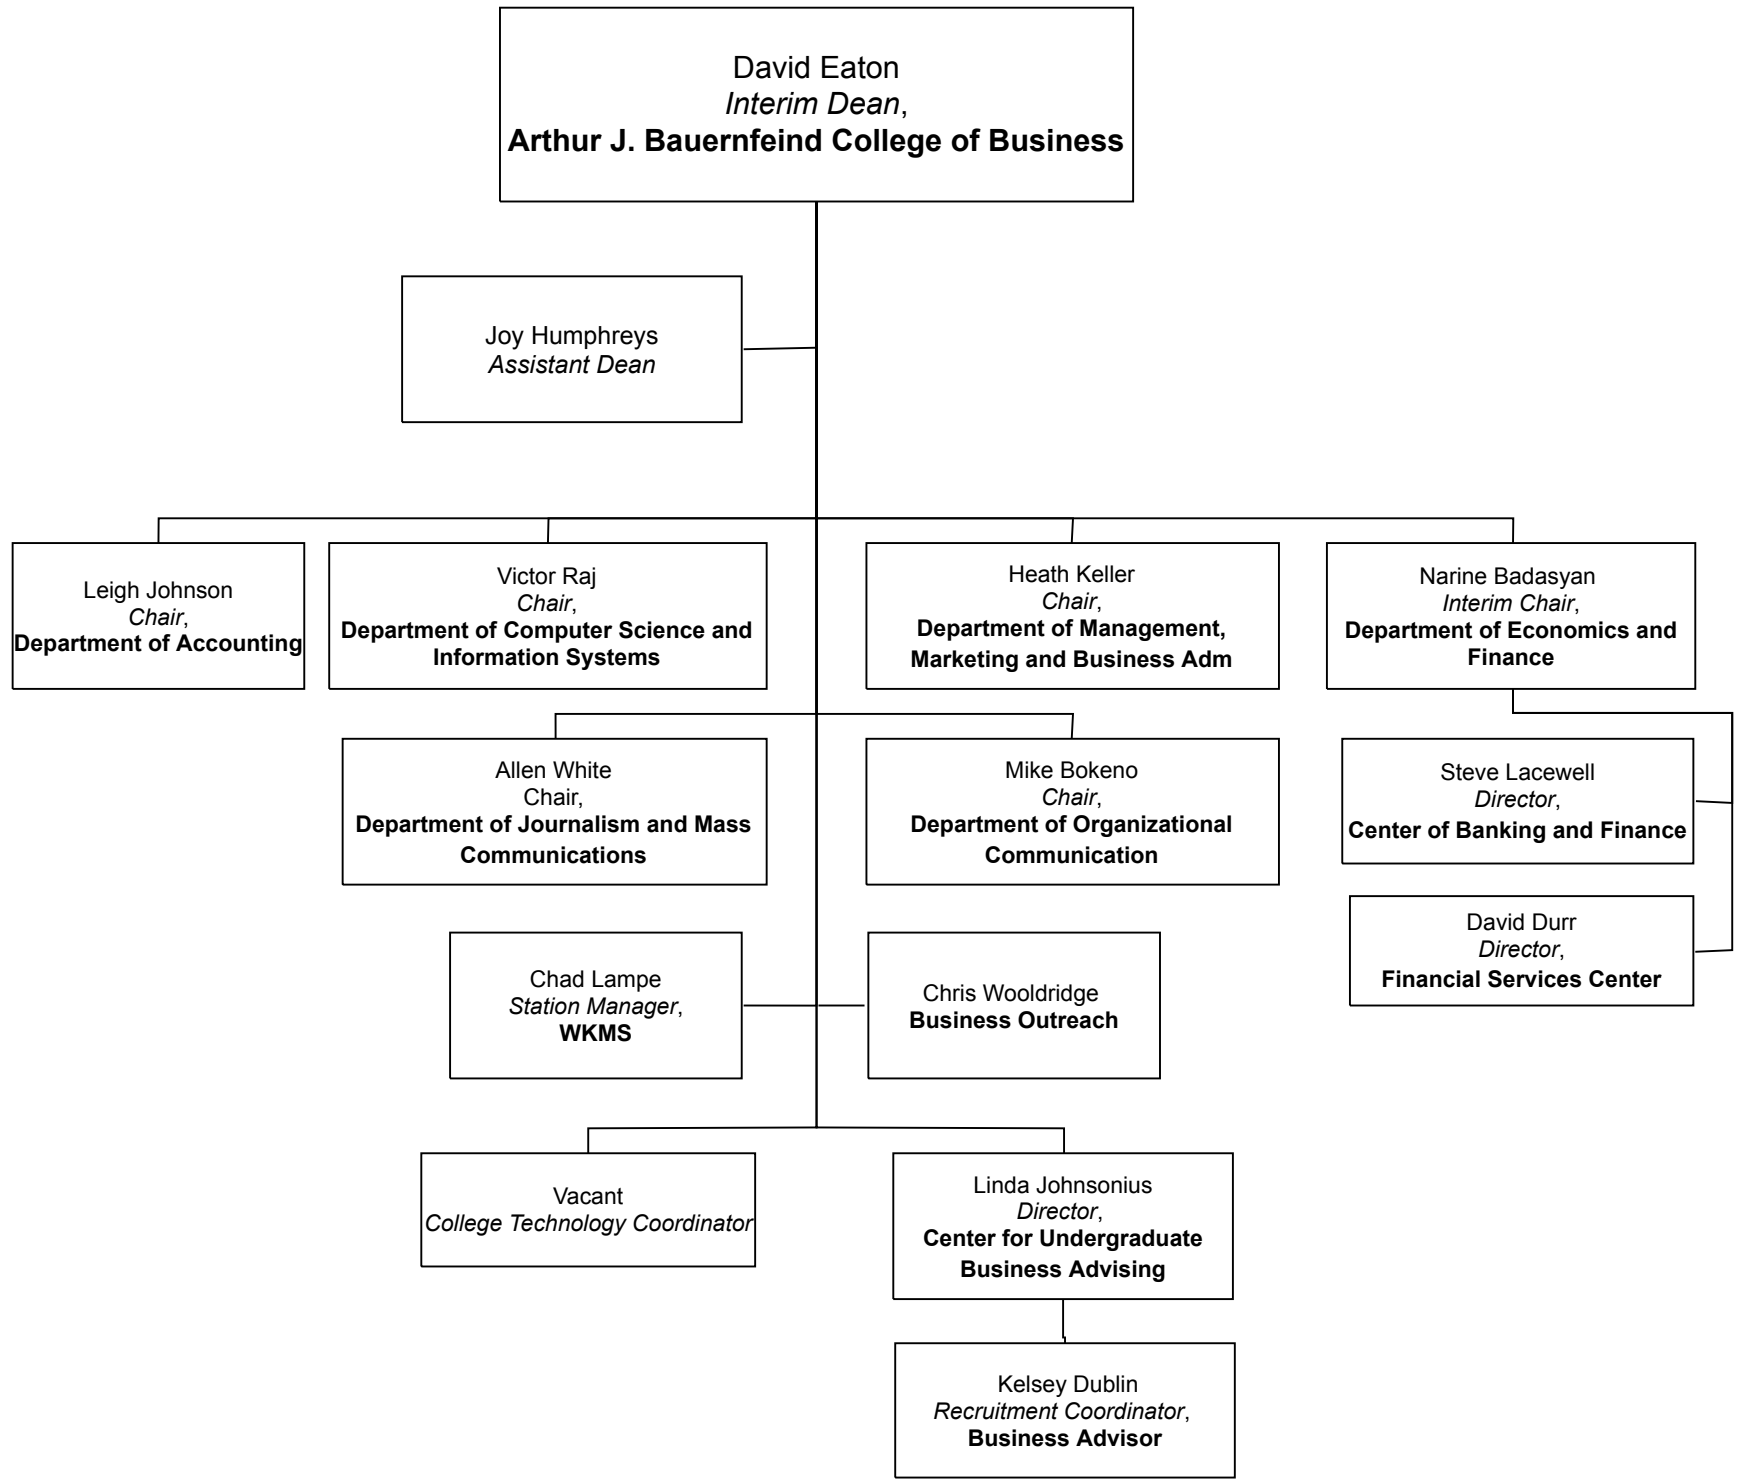 David Eaton
Interim Dean,
Arthur J. Bauernfeind College of Business
Joy Humphreys
Assistant Dean
Leigh Johnson
Chair,
Department of Accounting
Victor Raj
Chair,
Department of Computer Science and
Information Systems
Heath Keller
Chair,
Department of Management,
Marketing and Business Adm
Narine Badasyan
Interim Chair,
Department of Economics and
Finance
Allen White
Chair,
Department of Journalism and Mass
Communications
Mike Bokeno
Chair,
Department of Organizational
Communication
Steve Lacewell
Director,
Center of Banking and Finance
David Durr
Director,
Financial Services Center
Chad Lampe
Station Manager,
WKMS
Chris Wooldridge
Business Outreach
Vacant
College Technology Coordinator
Linda Johnsonius
Director,
Center for Undergraduate
Business Advising
Kelsey Dublin
Recruitment Coordinator,
Business Advisor